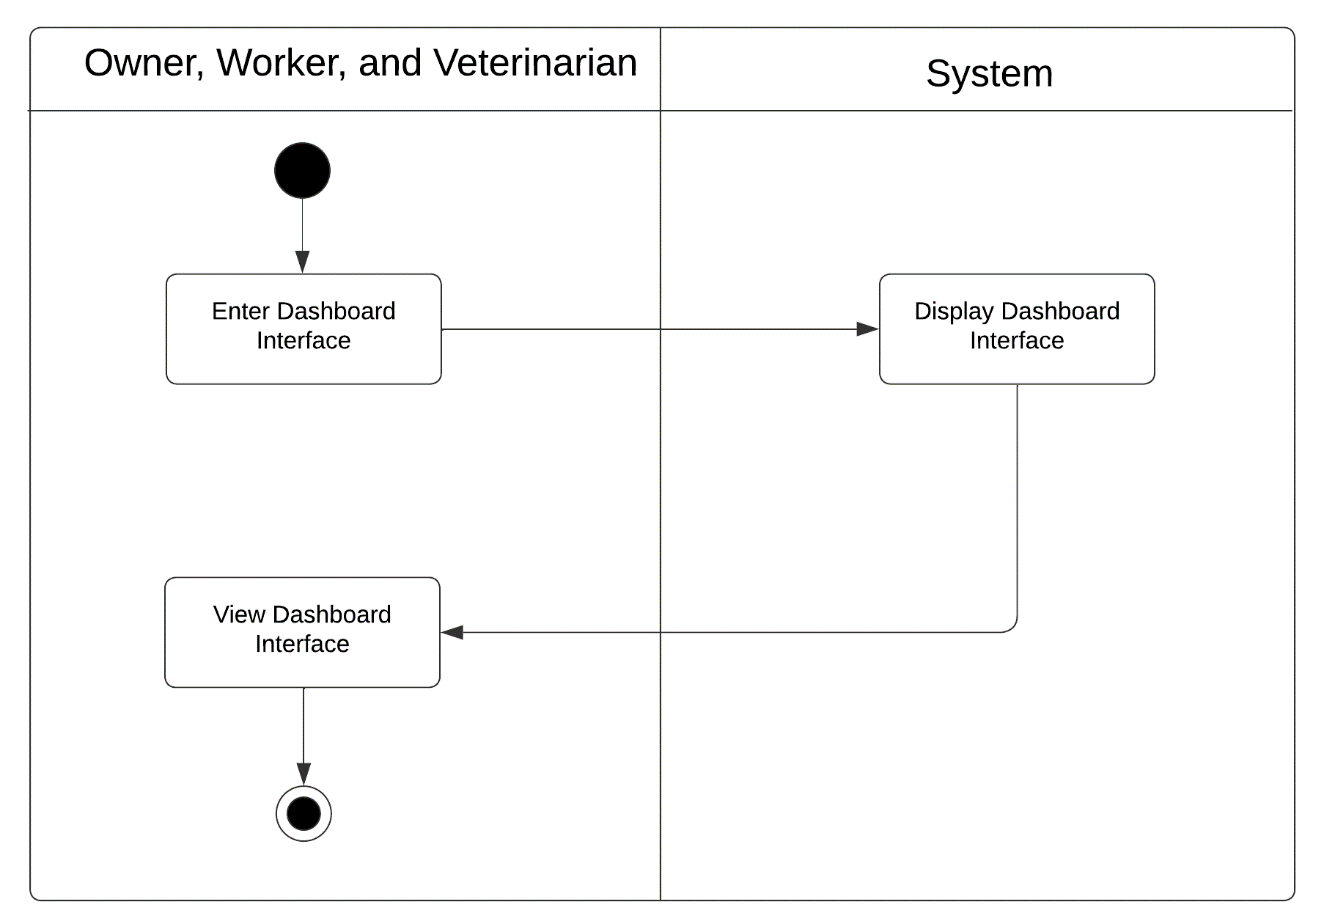 Owner, Worker, and Veterinarian
System
Enter Dashboard
Interface
Display Dashboard
Interface
View Dashboard
Interface